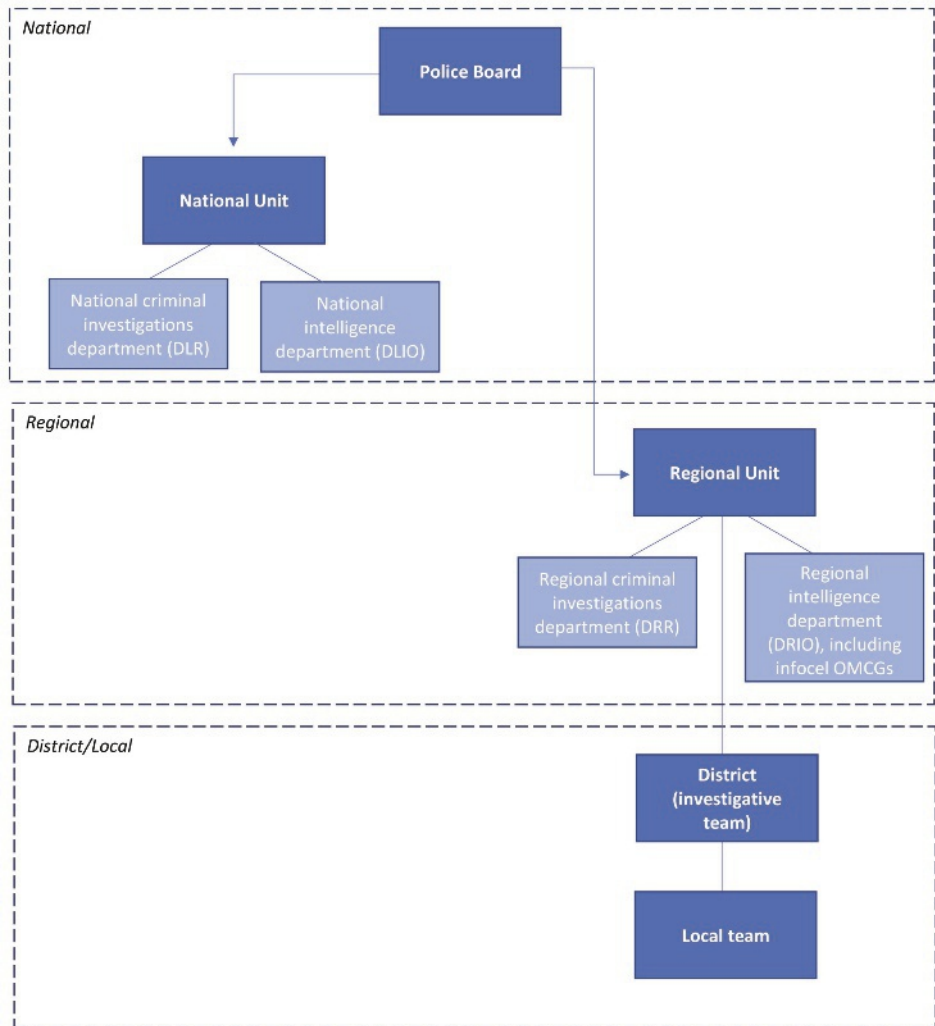 National
Police Board
National Unit
National criminal
investigations
department (DLR)
National
intelligence
department (DLIO)
Regional
Regional Unit
Regional criminal
investigations
department (DRR)
Regional
intelligence
department
(DRIO), including
infocel OMCGs
District/Local
District
(investigative
team)
Local team